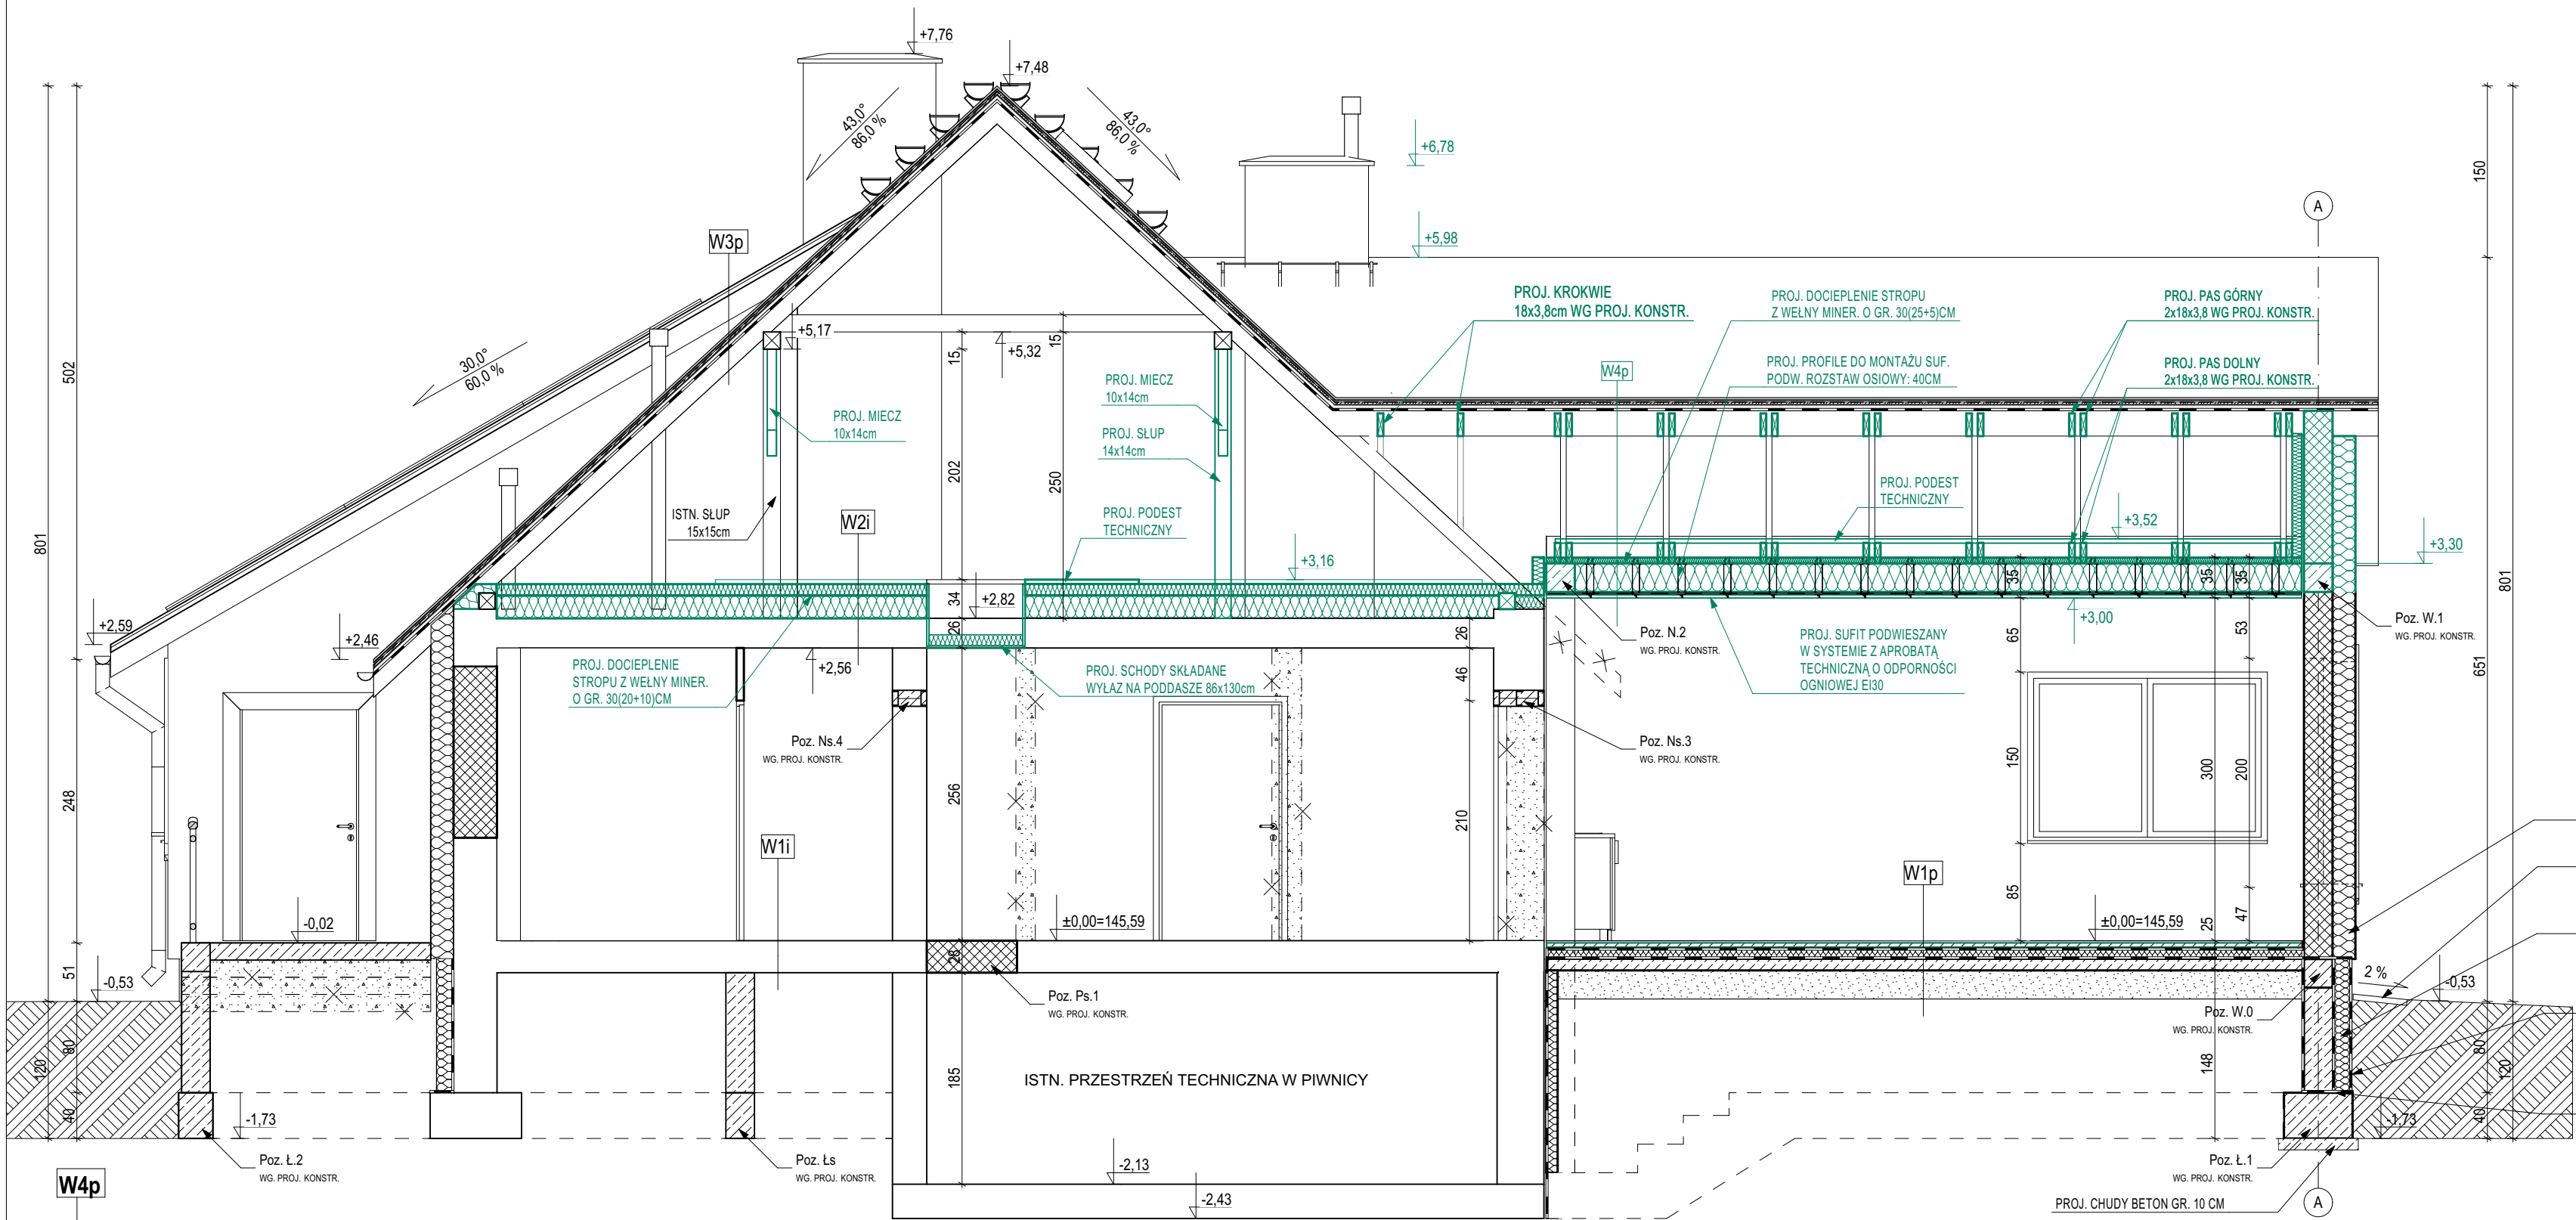 +7,76
+7,48
43,0°
86,0 %
43,0°
86,0 %
+6,78
+5,98
150
A
W3p
30,0°
60,0 %
502
801
+5,17
+5,32
15
15
202
250
PROJ. MIECZ
10x14cm
PROJ. MIECZ
10x14cm
PROJ. SŁUP
14x14cm
PROJ. KROKWIE
18x3,8cm WG PROJ. KONSTR.
PROJ. DOCIEPLENIE STROPU
Z WEŁNY MINER. O GR. 30(25+5)CM
PROJ. PROFILE DO MONTAŻU SUF.
PODW. ROZSTAW OSIOWY: 40CM
W4p
PROJ. PAS GÓRNY
2x18x3,8 WG PROJ. KONSTR.
PROJ. PAS DOLNY
2x18x3,8 WG PROJ. KONSTR.
ISTN. SŁUP
15x15cm
W2i
PROJ. PODEST
TECHNICZNY
PROJ. PODEST
TECHNICZNY
+3,52
+3,30
+3,16
+2,82
34
26
26
35
35
35
801
651
+2,59
+2,46
+2,56
+3,00
PROJ. DOCIEPLENIE
STROPU Z WEŁNY MINER.
O GR. 30(20+10)CM
PROJ. SCHODY SKŁADANE
WYŁAZ NA PODDASZE 86x130cm
PROJ. SUFIT PODWIESZANY
W SYSTEMIE Z APROBATĄ
TECHNICZNĄ O ODPORNOŚCI
OGNIOWEJ EI30
Poz. N.2
WG. PROJ. KONSTR.
Poz. W.1
WG. PROJ. KONSTR.
46
65
53
Poz. Ns.4
WG. PROJ. KONSTR.
Poz. Ns.3
WG. PROJ. KONSTR.
248
256
210
150
300
200
W1i
W1p
85
25
47
-0,02
±0,00=145,59
±0,00=145,59
51
-0,53
26
2 %
-0,53
Poz. Ps.1
WG. PROJ. KONSTR.
Poz. W.0
WG. PROJ. KONSTR.
120
80
40
185
ISTN. PRZESTRZEŃ TECHNICZNA W PIWNICY
148
80
120
40
-1,73
-1,73
Poz. Ł.2
WG. PROJ. KONSTR.
Poz. Łs
WG. PROJ. KONSTR.
-2,13
-2,43
Poz. Ł.1
WG. PROJ. KONSTR.
PROJ. CHUDY BETON GR. 10 CM
A
W4p